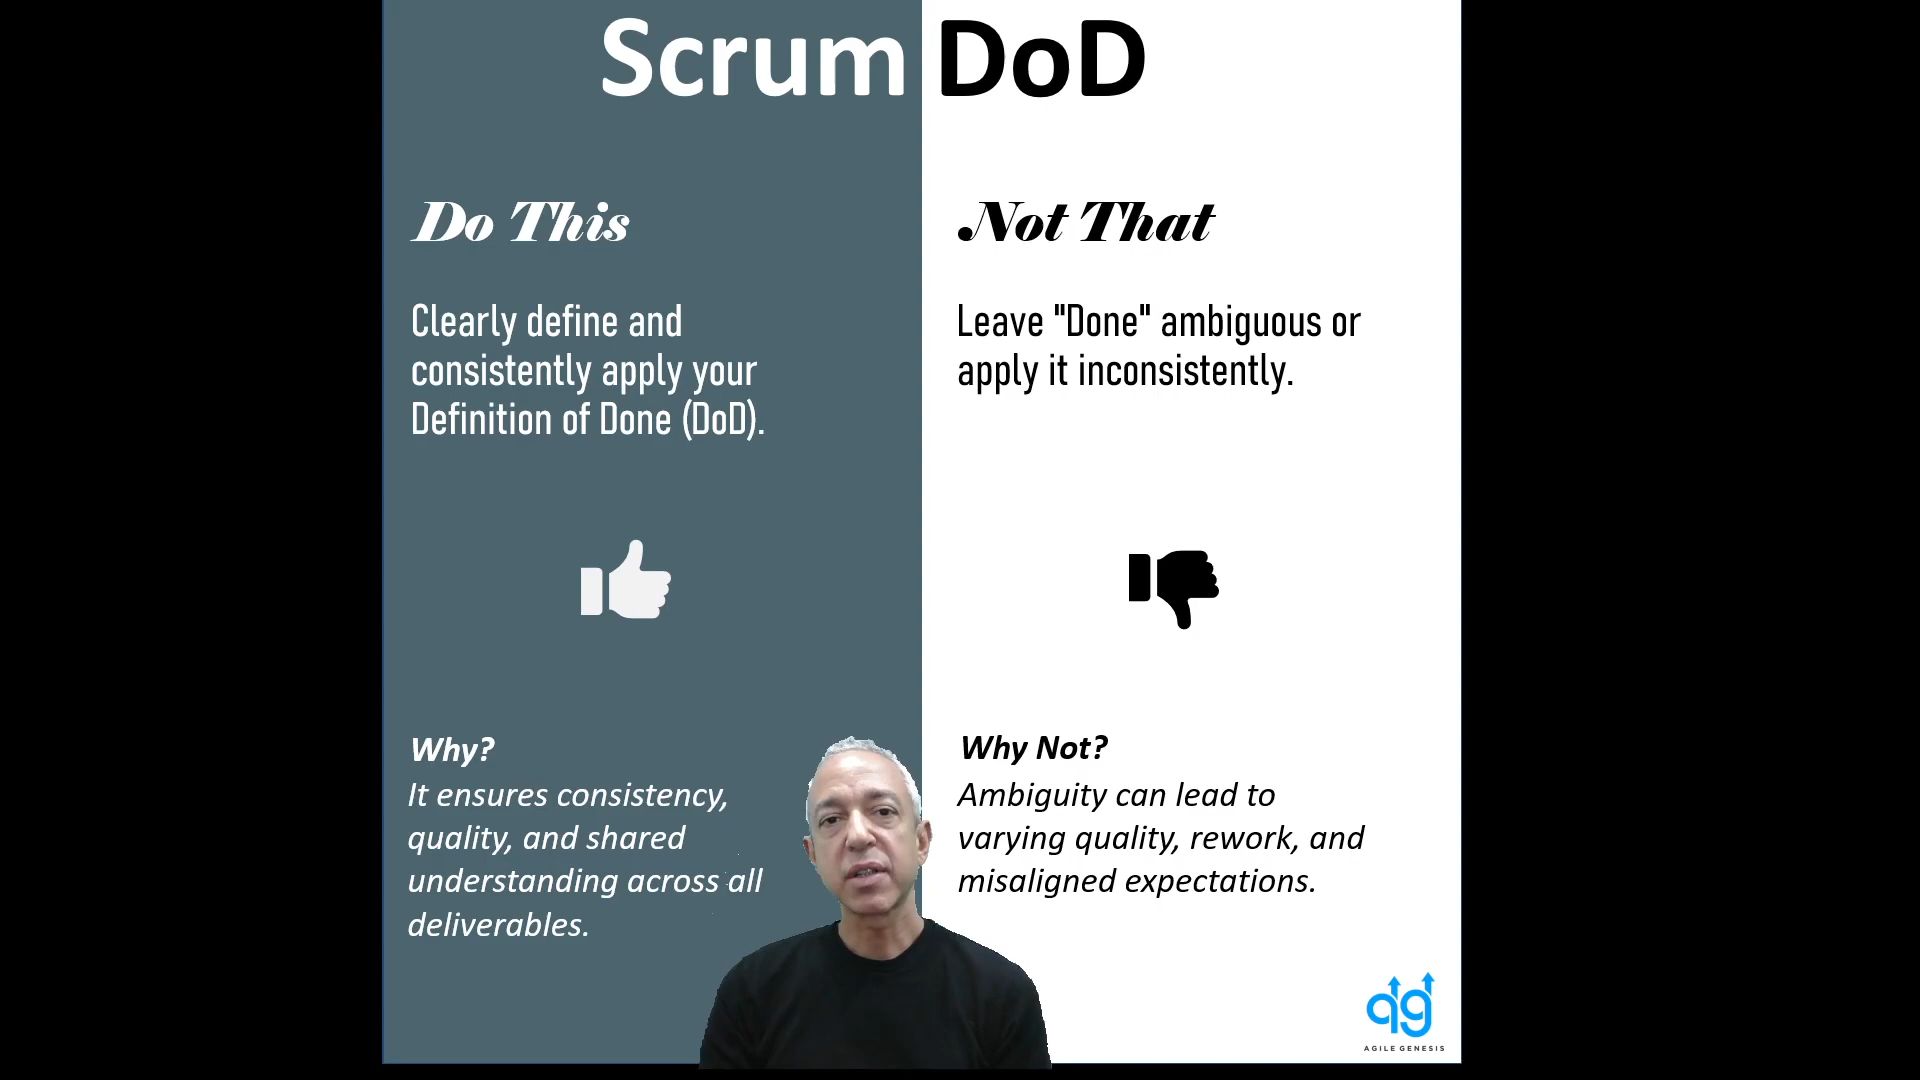 Scrum DoD
Do This
Clearly define and
consistently apply your
Definition of Done (DoD).
Why?
It ensures consistency,
quality, and shared
understanding across all
deliverables.
Not That
Leave "Done" ambiguous or
apply it inconsistently.
Why Not?
Ambiguity can lead to
varying quality, rework, and
misaligned expectations.
ag
AGILE GENESIS